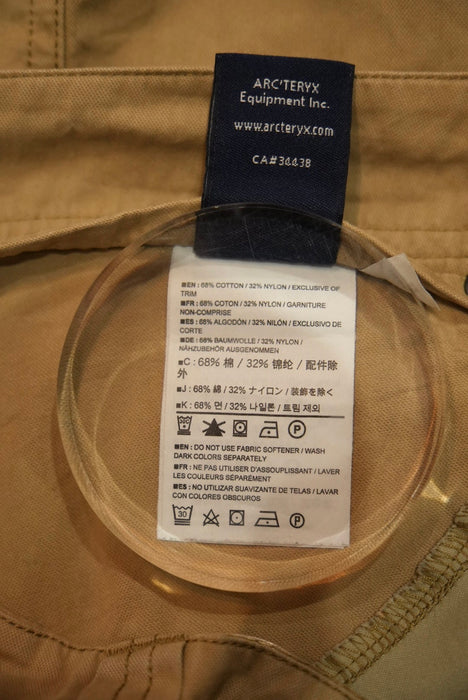 ARC'TERYX
Equipment Inc.
www.arcteryx.com
CA#34438
■EN : 68% COTTON / 32% NYLON / EXCLUSIVE OF
TRIM
■FR : 68% COTON / 32% NYLON / GARNITURE
NON-COMPRISE
■ES : 68% ALGODÓN / 32% NILÓN / EXCLUSIVO DE
CORTE
■DE : 68% BAUMWOLLE / 32% NYLON /
NÄHZUBEHÖR AUSGENOMMEN
■C : 68% 棉 / 32% 锦纶 / 配件除
外
■J : 68% 綿 / 32% ナイロン / 装飾を除く
■K : 68% 면 / 32% 나일론 / 트림 제외
P
■EN : DO NOT USE FABRIC SOFTENER / WASH
DARK COLORS SEPARATELY
■FR : NE PAS UTILISER D'ASSOUPLISSANT / LAVER
LES COULEURS SÉPARÉMENT
■ES : NO UTILIZAR SUAVIZANTE DE TELAS / LAVAR
CON COLORES OBSCUROS
30 P